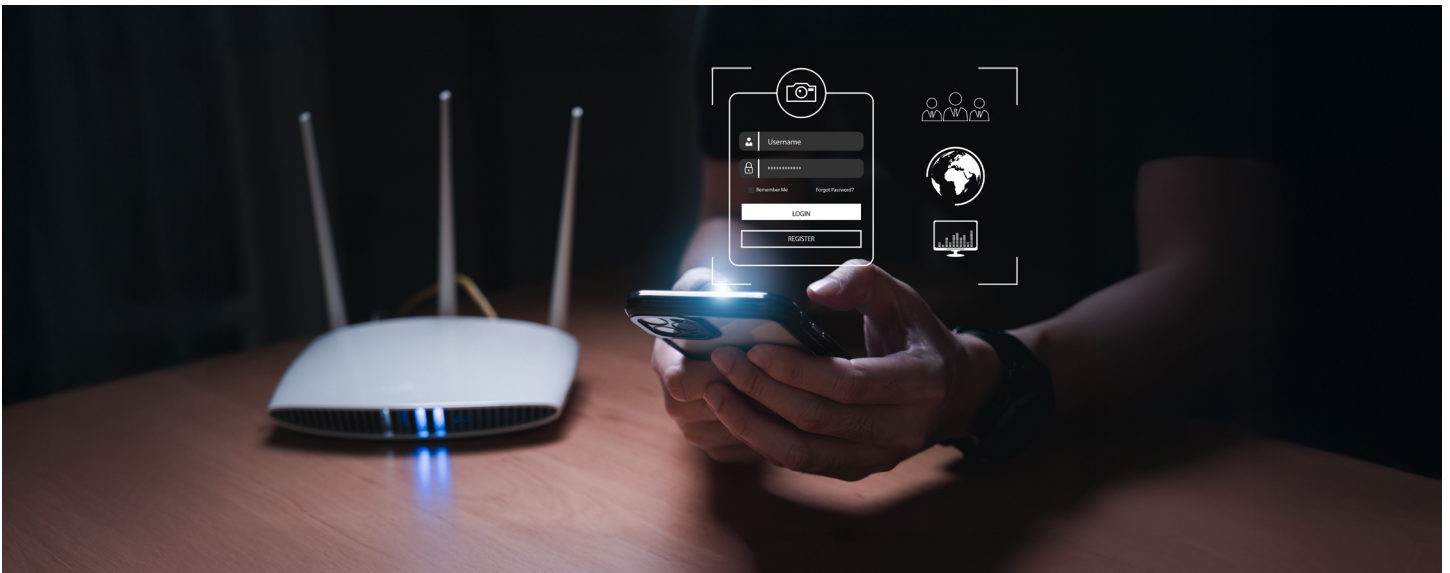 Username
************
Remember Me Forgot Password?
LOGIN
REGISTER